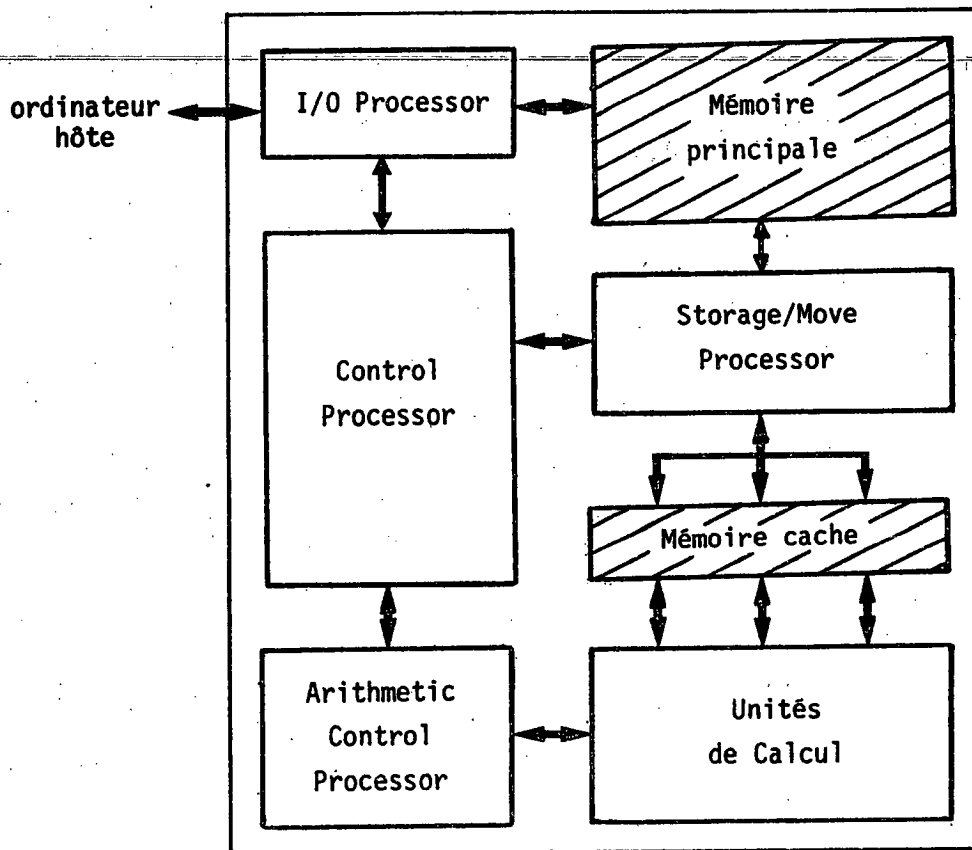 ordinateur
hôte
I/O Processor
Mémoire
principale
Control
Processor
Storage/Move
Processor
Mémoire cache
Arithmetic
Control
Processor
Unités
de Calcul